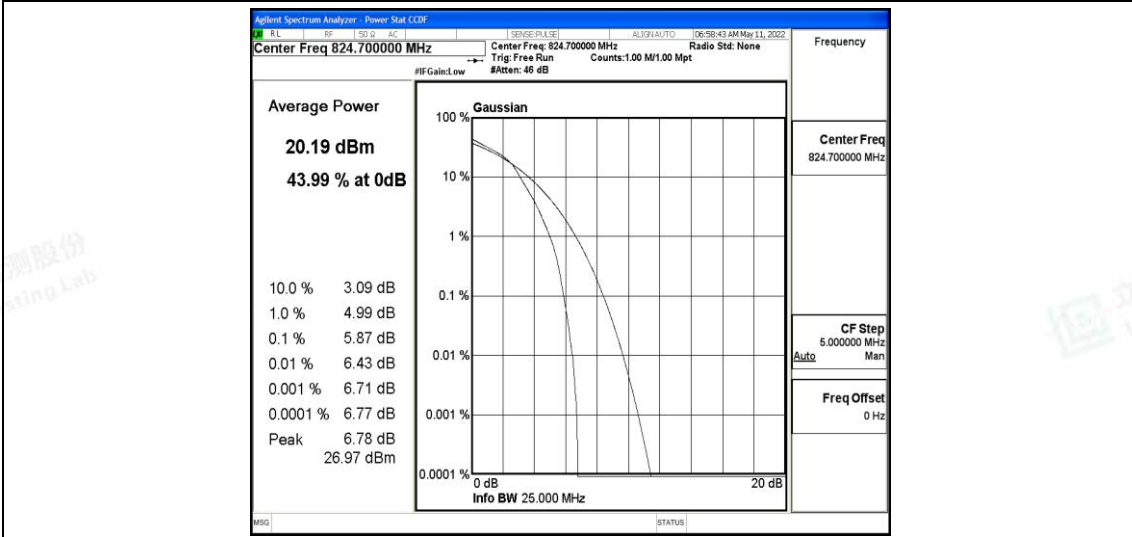 Agilent Spectrum Analyzer - Power Stat CCDF
RL RF 50 Ω AC SENSE:PULSE ALIGNAUTO 06:58:43 AM May 11, 2022
Center Freq 824.700000 MHz
Center Freq: 824.700000 MHz Radio Std: None
Trig: Free Run Counts:1.00 M/1.00 Mpt
#IFGain:Low #Atten: 46 dB
Frequency
Average Power
20.19 dBm
43.99 % at 0dB
10.0 % 3.09 dB
1.0 % 4.99 dB
0.1 % 5.87 dB
0.01 % 6.43 dB
0.001 % 6.71 dB
0.0001 % 6.77 dB
Peak 6.78 dB
26.97 dBm
Gaussian
100 %
10 %
1 %
0.1 %
0.01 %
0.001 %
0.0001 %
0 dB 20 dB
Info BW 25.000 MHz
Center Freq
824.700000 MHz
CF Step
5.000000 MHz
Auto Man
Freq Offset
0 Hz
MSG STATUS
测股份
sting Lab